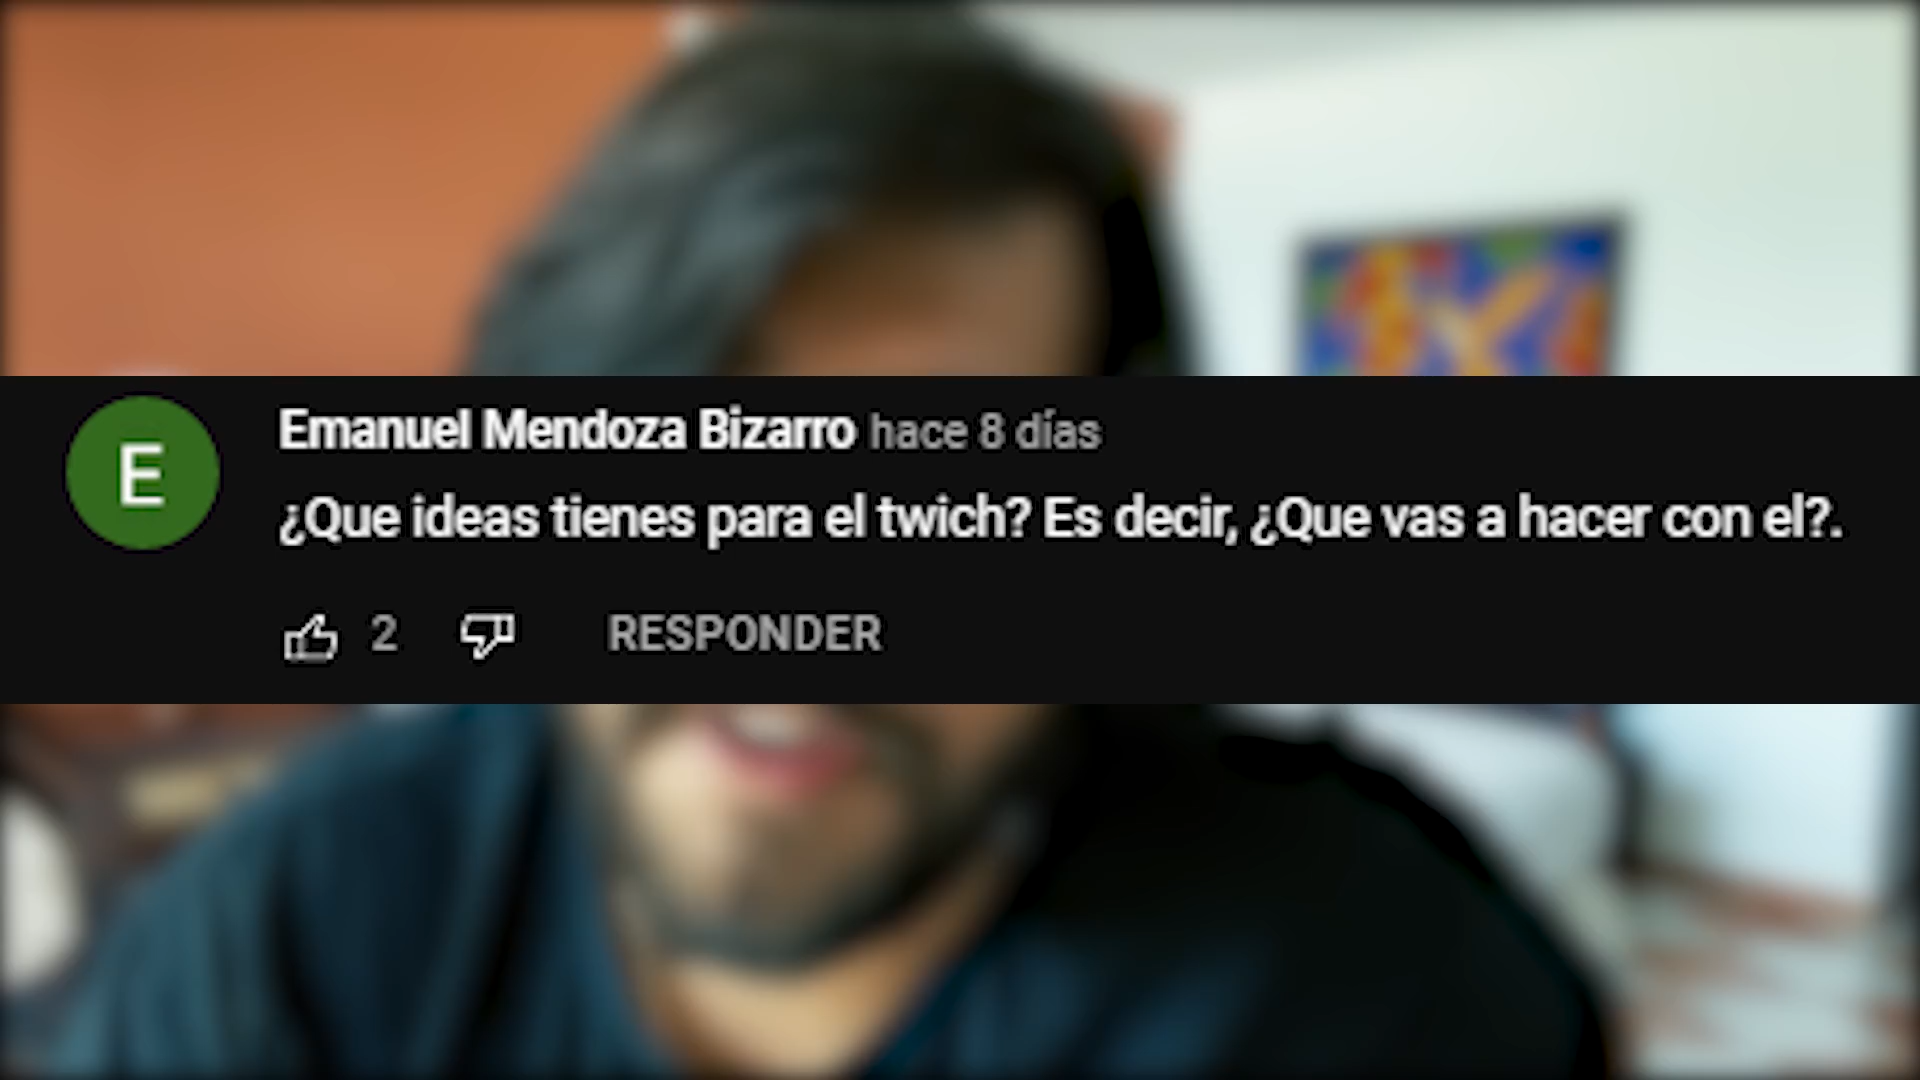 E
Emanuel Mendoza Bizarro hace 8 días
¿Que ideas tienes para el twich? Es decir, ¿Que vas a hacer con el?.
2 RESPONDER